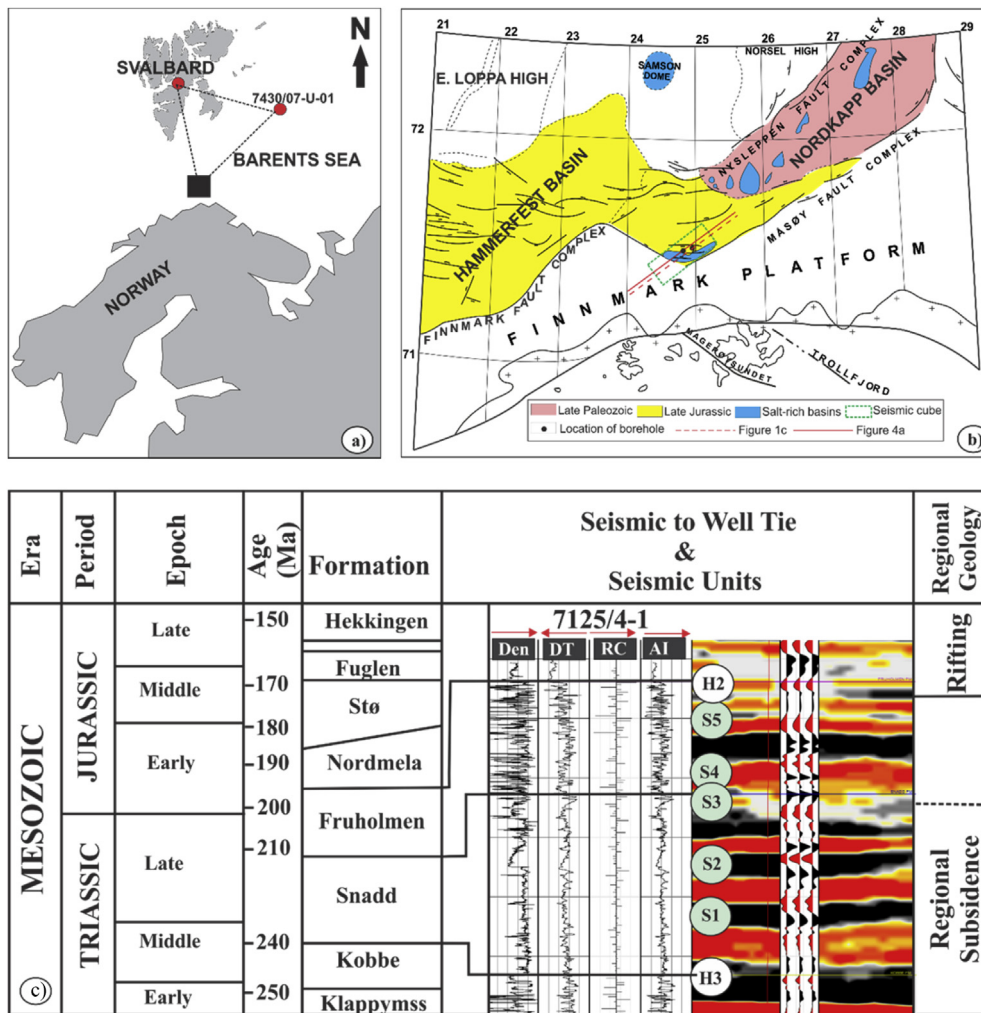 N
SVALBARD
7430/07-U-01
BARENTS SEA
NORWAY
a)
21 22 23 24 25 26 27 28 29
E. LOPPA HIGH
SAMSON
DOME
NORSEL HIGH
NYSLEPPEN FAULT COMPLEX
NORDKAPP BASIN
72
HAMMERFEST BASIN
MÅSØY FAULT COMPLEX
FINNMARK FAULT COMPLEX
FINNMARK PLATFORM
71
MAGERØYSUNDET
TROLLFJORD
Late Paleozoic Late Jurassic Salt-rich basins Seismic cube
Location of borehole Figure 1c Figure 4a
b)
Era
Period
Epoch
Age
(Ma)
Formation
Seismic to Well Tie
&
Seismic Units
Regional
Geology
MESOZOIC
JURASSIC
TRIASSIC
Late
Middle
Early
Late
Middle
Early
150
170
180
190
200
210
240
250
Hekkingen
Fuglen
Stø
Nordmela
Fruholmen
Snadd
Kobbe
Klappymss
7125/4-1
Den DT RC AI
H2
S5
S4
S3
S2
S1
H3
Rifting
Regional
Subsidence
c)